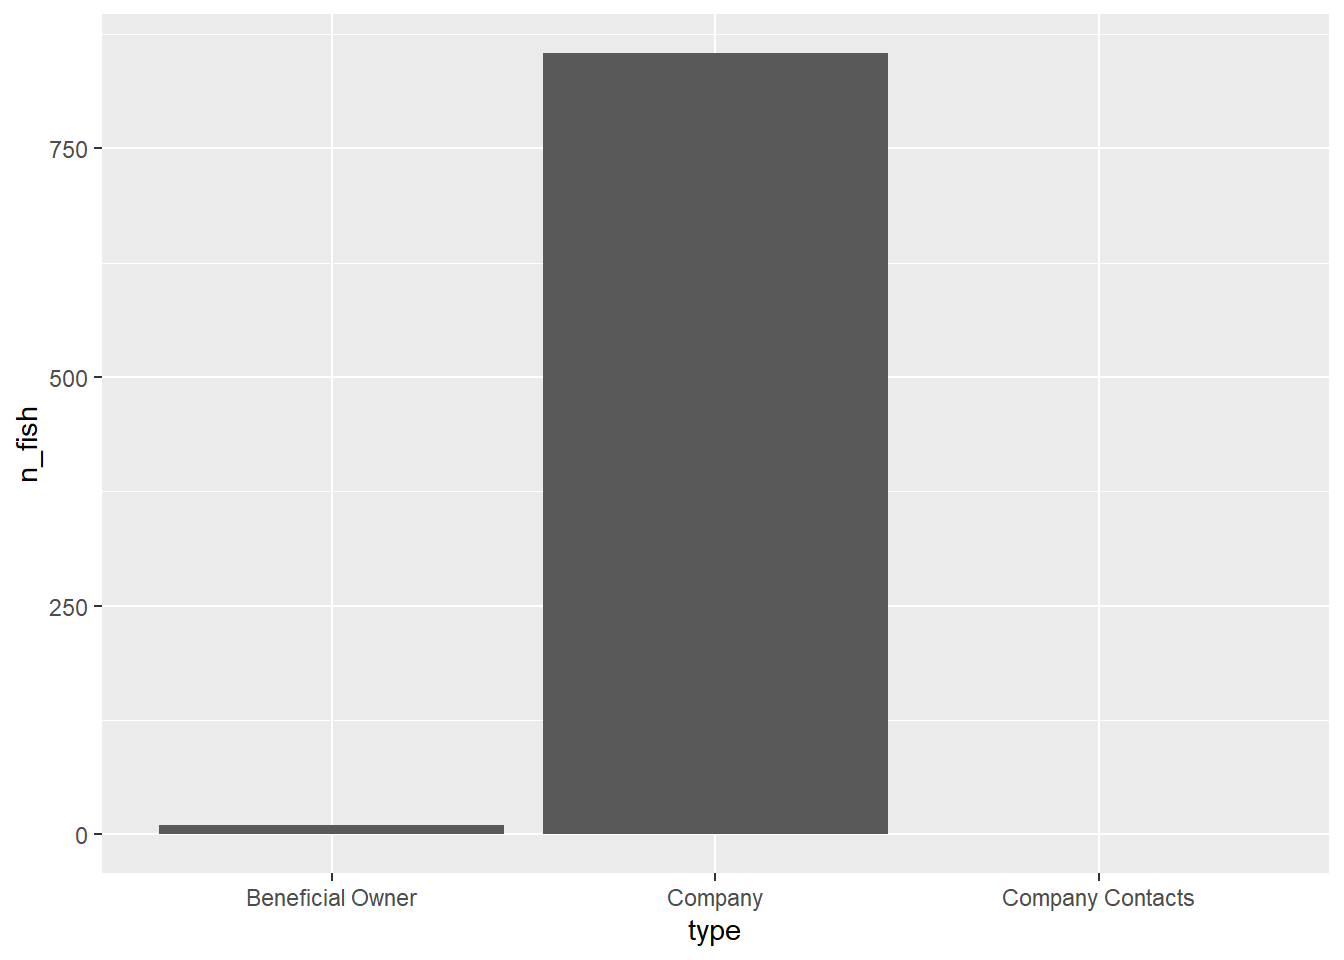 750
500
250
0
n_fish
Beneficial Owner
Company
Company Contacts
type